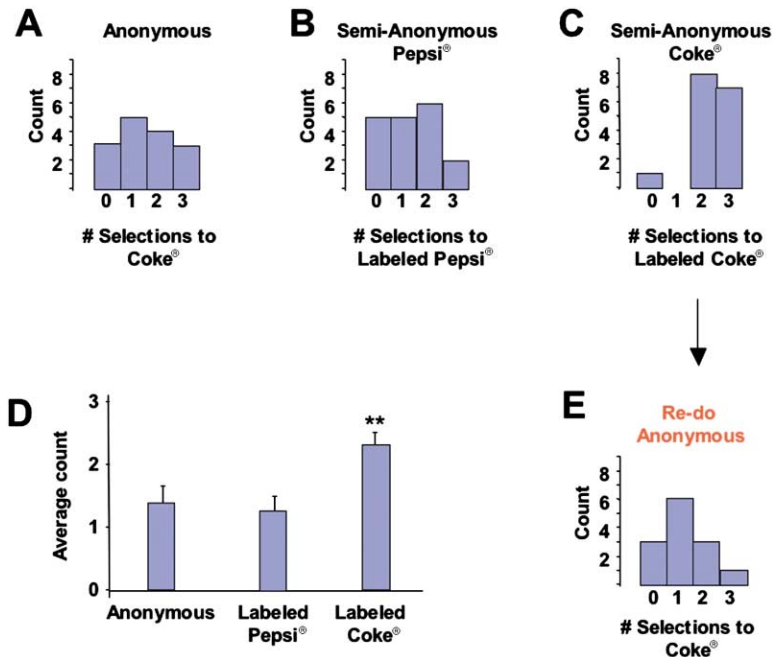 A
Anonymous
Count
8
6
4
2
0 1 2 3
# Selections to
Coke®
B
Semi-Anonymous
Pepsi®
Count
8
6
4
2
0 1 2 3
# Selections to
Labeled Pepsi®
C
Semi-Anonymous
Coke®
Count
8
6
4
2
0 1 2 3
# Selections to
Labeled Coke®
D
Average count
3
2
1
0
**
Anonymous
Labeled
Pepsi®
Labeled
Coke®
E
Re-do
Anonymous
Count
8
6
4
2
0 1 2 3
# Selections to
Coke®